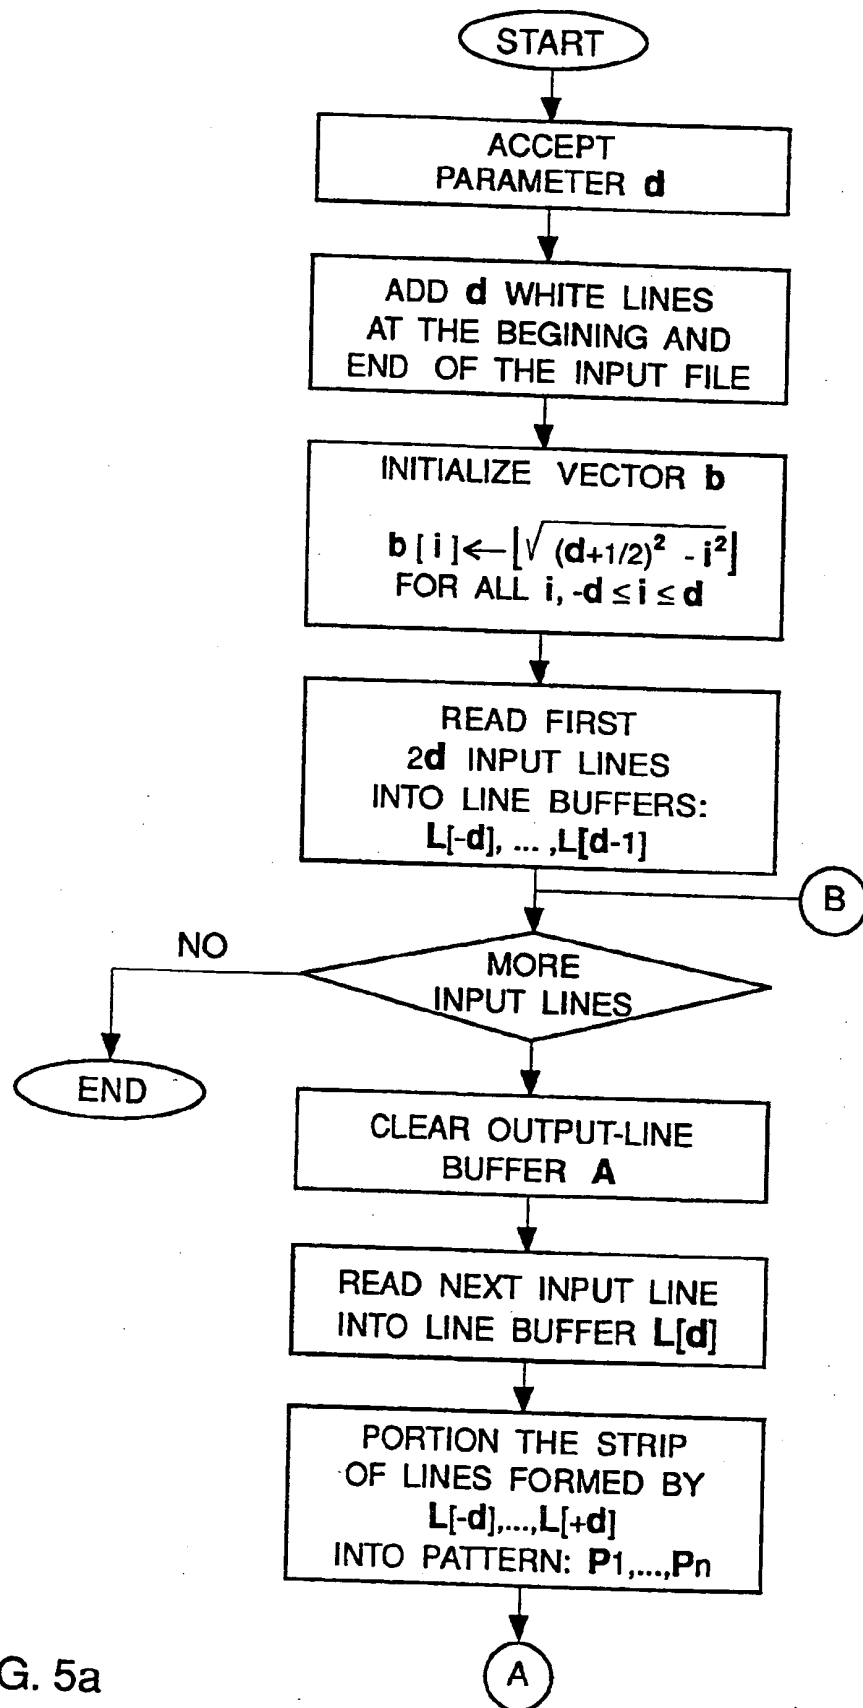 START
ACCEPT
PARAMETER d
ADD d WHITE LINES
AT THE BEGINING AND
END OF THE INPUT FILE
INITIALIZE VECTOR b
b [ i ] ← ⌊√(d+1/2)² - i²⌋
FOR ALL i, -d ≤ i ≤ d
READ FIRST
2d INPUT LINES
INTO LINE BUFFERS:
L[-d], ... ,L[d-1]
B
NO
MORE
INPUT LINES
END
CLEAR OUTPUT-LINE
BUFFER A
READ NEXT INPUT LINE
INTO LINE BUFFER L[d]
PORTION THE STRIP
OF LINES FORMED BY
L[-d],...,L[+d]
INTO PATTERN: P1,...,Pn
A
G. 5a